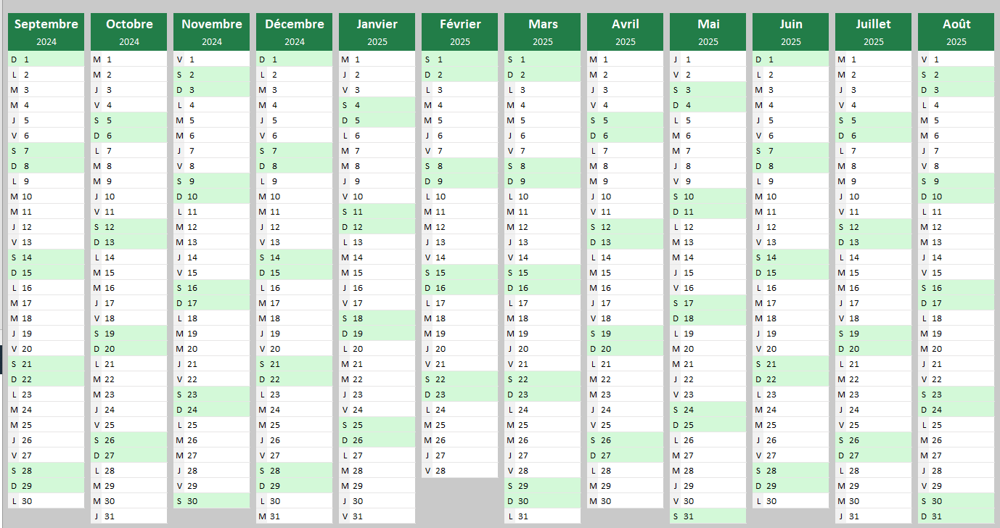 Septembre Octobre Novembre Décembre Janvier Février Mars Avril Mai Juin Juillet Août
2024 2024 2024 2024 2025 2025 2025 2025 2025 2025 2025 2025
D 1 M 1 V 1 D 1 M 1 S 1 S 1 M 1 J 1 D 1 M 1 V 1
L 2 M 2 S 2 L 2 J 2 D 2 D 2 M 2 V 2 L 2 M 2 S 2
M 3 J 3 D 3 M 3 V 3 L 3 L 3 J 3 S 3 M 3 J 3 D 3
M 4 V 4 L 4 M 4 S 4 M 4 M 4 V 4 D 4 M 4 V 4 L 4
J 5 S 5 M 5 J 5 D 5 M 5 M 5 S 5 L 5 J 5 S 5 M 5
V 6 D 6 M 6 V 6 L 6 J 6 J 6 D 6 M 6 V 6 D 6 M 6
S 7 L 7 J 7 S 7 M 7 V 7 V 7 L 7 M 7 S 7 L 7 J 7
D 8 M 8 V 8 D 8 M 8 S 8 S 8 M 8 J 8 D 8 M 8 V 8
L 9 M 9 S 9 L 9 J 9 D 9 D 9 M 9 V 9 L 9 M 9 S 9
M 10 J 10 D 10 M 10 V 10 L 10 L 10 J 10 S 10 M 10 J 10 D 10
M 11 V 11 L 11 M 11 S 11 M 11 M 11 V 11 D 11 M 11 V 11 L 11
J 12 S 12 M 12 J 12 D 12 M 12 M 12 S 12 L 12 J 12 S 12 M 12
V 13 D 13 M 13 V 13 L 13 J 13 J 13 D 13 M 13 V 13 D 13 M 13
S 14 L 14 J 14 S 14 M 14 V 14 V 14 L 14 M 14 S 14 L 14 J 14
D 15 M 15 V 15 D 15 M 15 S 15 S 15 M 15 J 15 D 15 M 15 V 15
L 16 M 16 S 16 L 16 J 16 D 16 D 16 M 16 V 16 L 16 M 16 S 16
M 17 J 17 D 17 M 17 V 17 L 17 L 17 J 17 S 17 M 17 J 17 D 17
M 18 V 18 L 18 M 18 S 18 M 18 M 18 V 18 D 18 M 18 V 18 L 18
J 19 S 19 M 19 J 19 D 19 M 19 M 19 S 19 L 19 J 19 S 19 M 19
V 20 D 20 M 20 V 20 L 20 J 20 J 20 D 20 M 20 V 20 D 20 M 20
S 21 L 21 J 21 S 21 M 21 V 21 V 21 L 21 M 21 S 21 L 21 J 21
D 22 M 22 V 22 D 22 M 22 S 22 S 22 M 22 J 22 D 22 M 22 V 22
L 23 M 23 S 23 L 23 J 23 D 23 D 23 M 23 V 23 L 23 M 23 S 23
M 24 J 24 D 24 M 24 V 24 L 24 L 24 J 24 S 24 M 24 J 24 D 24
M 25 V 25 L 25 M 25 S 25 M 25 M 25 V 25 D 25 M 25 V 25 L 25
J 26 S 26 M 26 J 26 D 26 M 26 M 26 S 26 L 26 J 26 S 26 M 26
V 27 D 27 M 27 V 27 L 27 J 27 J 27 D 27 M 27 V 27 D 27 M 27
S 28 L 28 J 28 S 28 M 28 V 28 V 28 L 28 M 28 S 28 L 28 J 28
D 29 M 29 V 29 D 29 M 29 S 29 M 29 J 29 D 29 M 29 V 29
L 30 M 30 S 30 L 30 J 30 D 30 M 30 V 30 L 30 M 30 S 30
J 31 M 31 V 31 L 31 S 31 J 31 D 31